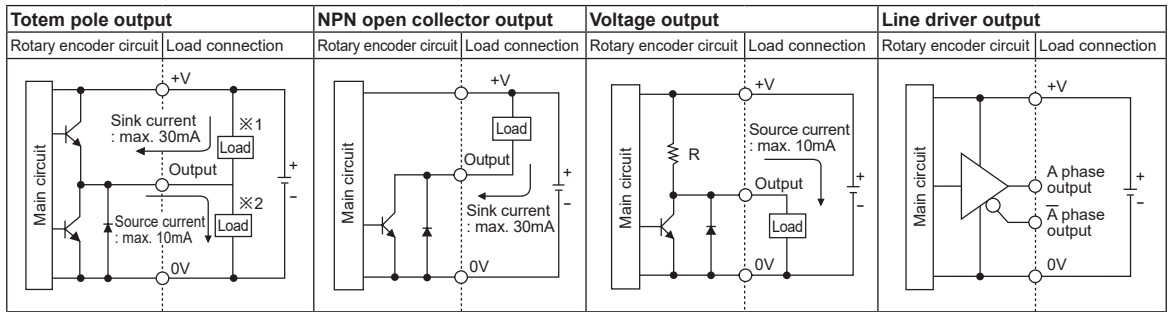 Totem pole output
Rotary encoder circuit
Load connection
Main circuit
+V
Sink current
: max. 30mA
※1
Load
Output
※2
Source current
: max. 10mA
Load
0V
+
-
NPN open collector output
Rotary encoder circuit
Load connection
Main circuit
+V
Load
Output
Sink current
: max. 30mA
0V
+
-
Voltage output
Rotary encoder circuit
Load connection
Main circuit
+V
R
Source current
: max. 10mA
Output
Load
0V
+
-
Line driver output
Rotary encoder circuit
Load connection
Main circuit
+V
A phase
output
A̅ phase
output
0V
+
-